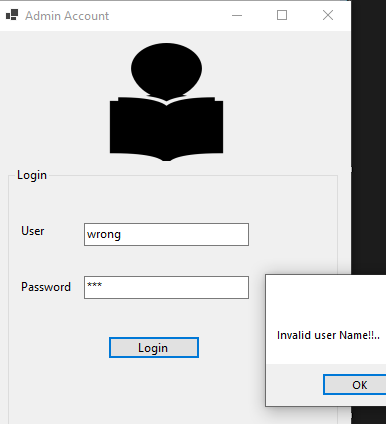 Admin Account
Login
User
wrong
Password
***
Login
Invalid user Name!!..
OK